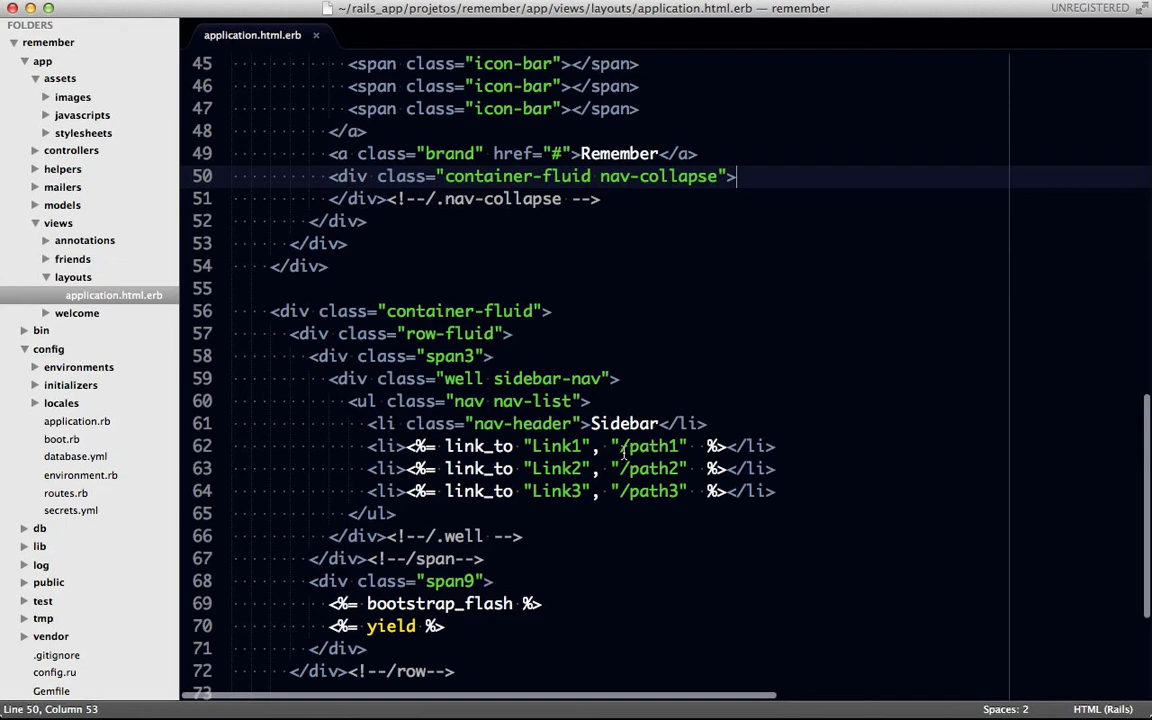 ~/rails_app/projetos/remember/app/views/layouts/application.html.erb — remember
UNREGISTERED
FOLDERS
remember
app
assets
images
javascripts
stylesheets
controllers
helpers
mailers
models
views
annotations
friends
layouts
application.html.erb
welcome
bin
config
environments
initializers
locales
application.rb
boot.rb
database.yml
environment.rb
routes.rb
secrets.yml
db
lib
log
public
test
tmp
vendor
.gitignore
config.ru
Gemfile
application.html.erb ×
45 <span class="icon-bar"></span>
46 <span class="icon-bar"></span>
47 <span class="icon-bar"></span>
48 </a>
49 <a class="brand" href="#">Remember</a>
50 <div class="container-fluid nav-collapse">
51 </div><!--/.nav-collapse -->
52 </div>
53 </div>
54 </div>
55
56 <div class="container-fluid">
57 <div class="row-fluid">
58 <div class="span3">
59 <div class="well sidebar-nav">
60 <ul class="nav nav-list">
61 <li class="nav-header">Sidebar</li>
62 <li><%= link_to "Link1", "/path1"  %></li>
63 <li><%= link_to "Link2", "/path2"  %></li>
64 <li><%= link_to "Link3", "/path3"  %></li>
65 </ul>
66 </div><!--/.well -->
67 </div><!--/span-->
68 <div class="span9">
69 <%= bootstrap_flash %>
70 <%= yield %>
71 </div>
72 </div><!--/row-->
73
Line 50, Column 53
Spaces: 2
HTML (Rails)